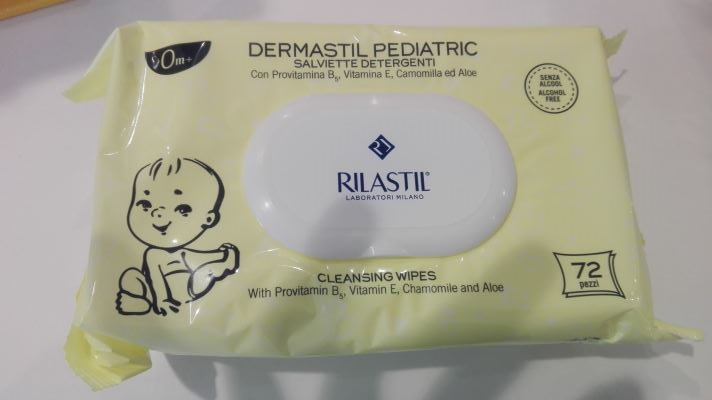 0m+
DERMASTIL PEDIATRIC
SALVIETTE DETERGENTI
Con Provitamina B5, Vitamina E, Camomilla ed Aloe
SENZA
ALCOOL
ALCOHOL
FREE
RILASTIL®
LABORATORI MILANO
CLEANSING WIPES
With Provitamin B5, Vitamin E, Chamomile and Aloe
72
pezzi